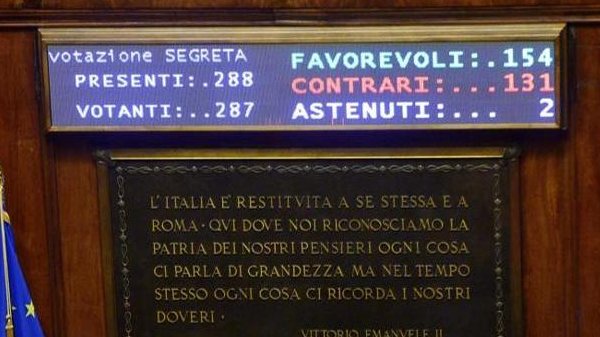 votazione SEGRETA
PRESENTI:.288
VOTANTI:.287
FAVOREVOLI:.154
CONTRARI:...131
ASTENUTI:... 2
L'ITALIA E' RESTITVITA A SE STESSA E A
ROMA · QVI DOVE NOI RICONOSCIAMO LA
PATRIA DEI NOSTRI PENSIERI OGNI COSA
CI PARLA DI GRANDEZZA MA NEL TEMPO
STESSO OGNI COSA CI RICORDA I NOSTRI
DOVERI ·
VITTORIO EMANVELE II